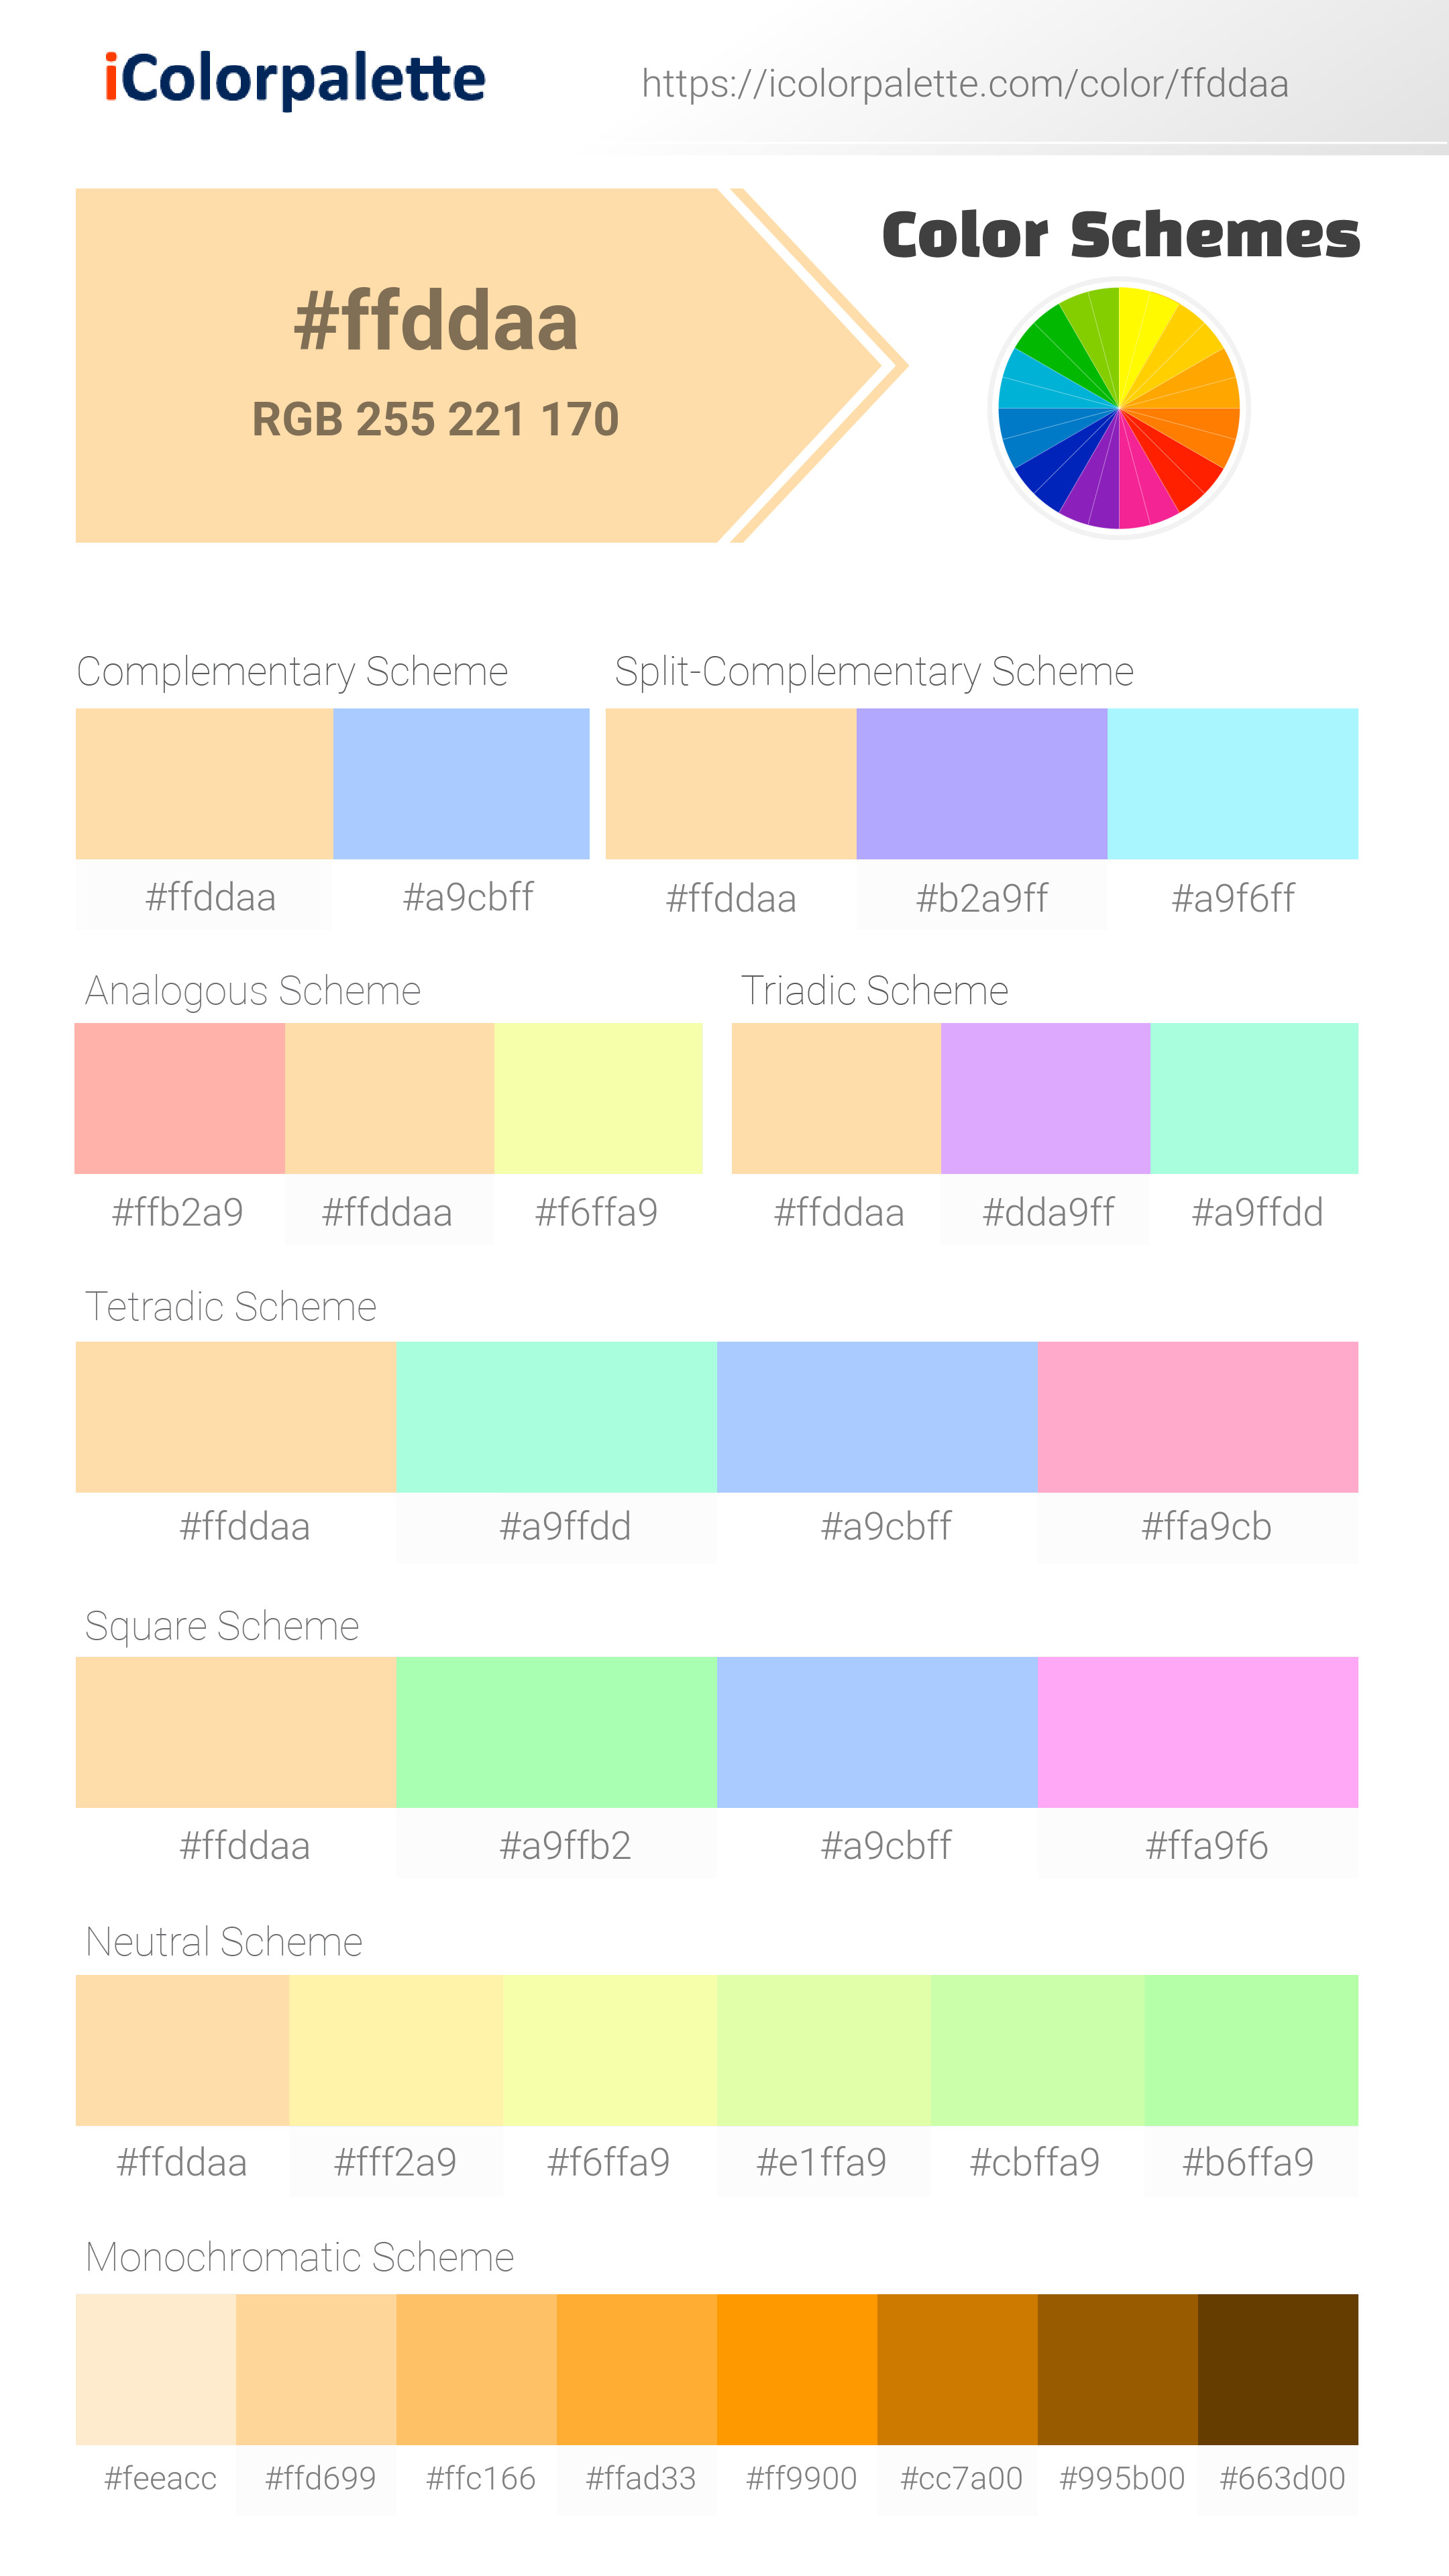 iColorpalette
https://icolorpalette.com/color/ffddaa
#ffddaa
RGB 255 221 170
Color Schemes
Complementary Scheme
#ffddaa #a9cbff
Split-Complementary Scheme
#ffddaa #b2a9ff #a9f6ff
Analogous Scheme
#ffb2a9 #ffddaa #f6ffa9
Triadic Scheme
#ffddaa #dda9ff #a9ffdd
Tetradic Scheme
#ffddaa #a9ffdd #a9cbff #ffa9cb
Square Scheme
#ffddaa #a9ffb2 #a9cbff #ffa9f6
Neutral Scheme
#ffddaa #fff2a9 #f6ffa9 #e1ffa9 #cbffa9 #b6ffa9
Monochromatic Scheme
#feeacc #ffd699 #ffc166 #ffad33 #ff9900 #cc7a00 #995b00 #663d00